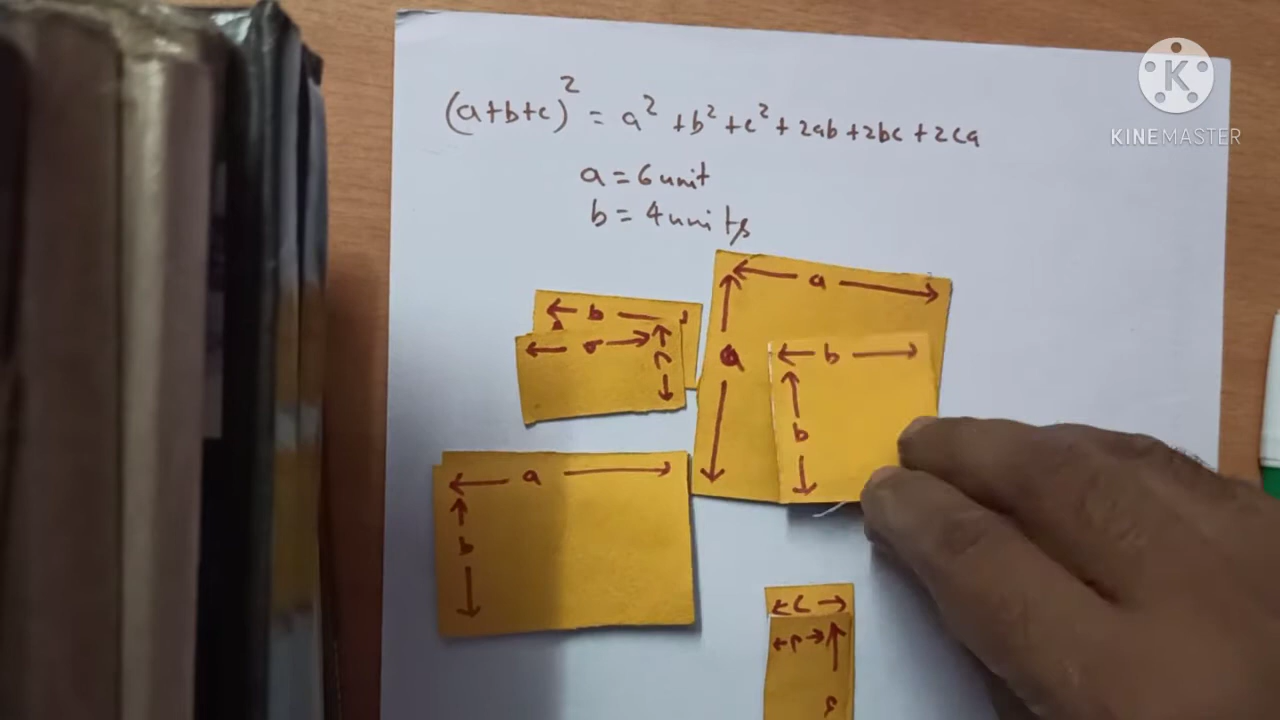 (a+b+c)² = a² + b² + c² + 2ab + 2bc + 2ca
a = 6 unit
b = 4 units
K
KINEMASTER
a
a
b
b
b
a
b
c